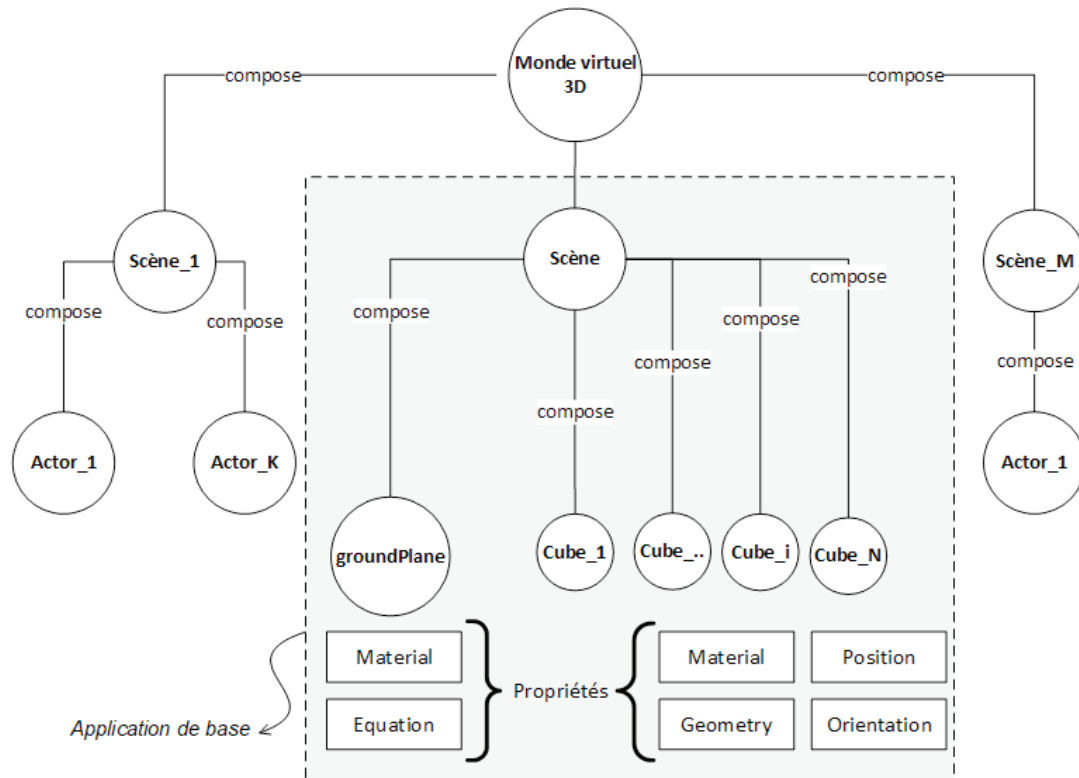 Monde virtuel
3D
compose
compose
Scène_1
Scène
Scène_M
compose
compose
compose
compose
compose
compose
compose
compose
Actor_1
Actor_K
Actor_1
groundPlane
Cube_1
Cube_..
Cube_i
Cube_N
Material
Equation
Propriétés
Material
Position
Geometry
Orientation
Application de base